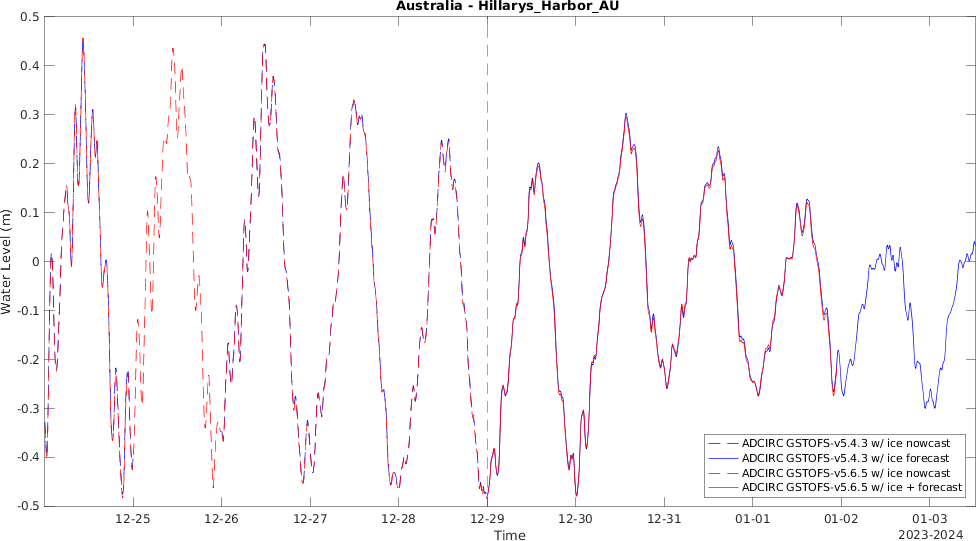 Australia - Hillarys_Harbor_AU
Water Level (m)
0.5
0.4
0.3
0.2
0.1
0
-0.1
-0.2
-0.3
-0.4
-0.5
ADCIRC GSTOFS-v5.4.3 w/ ice nowcast
ADCIRC GSTOFS-v5.4.3 w/ ice forecast
ADCIRC GSTOFS-v5.6.5 w/ ice nowcast
ADCIRC GSTOFS-v5.6.5 w/ ice + forecast
12-25 12-26 12-27 12-28 12-29 12-30 12-31 01-01 01-02 01-03
Time
2023-2024